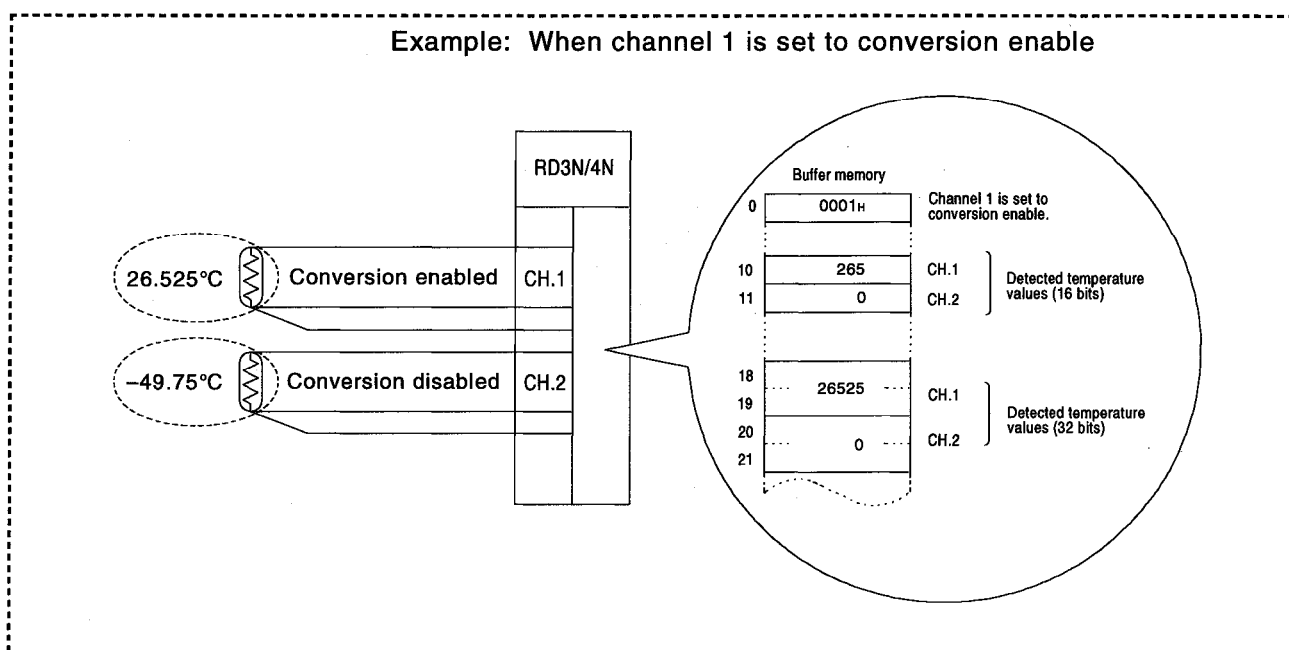 Example: When channel 1 is set to conversion enable
RD3N/4N
26.525°C
Conversion enabled
CH.1
–49.75°C
Conversion disabled
CH.2
Buffer memory
0
0001H
Channel 1 is set to
conversion enable.
10
265
CH.1
11
0
CH.2
Detected temperature
values (16 bits)
18
19
26525
CH.1
20
21
0
CH.2
Detected temperature
values (32 bits)